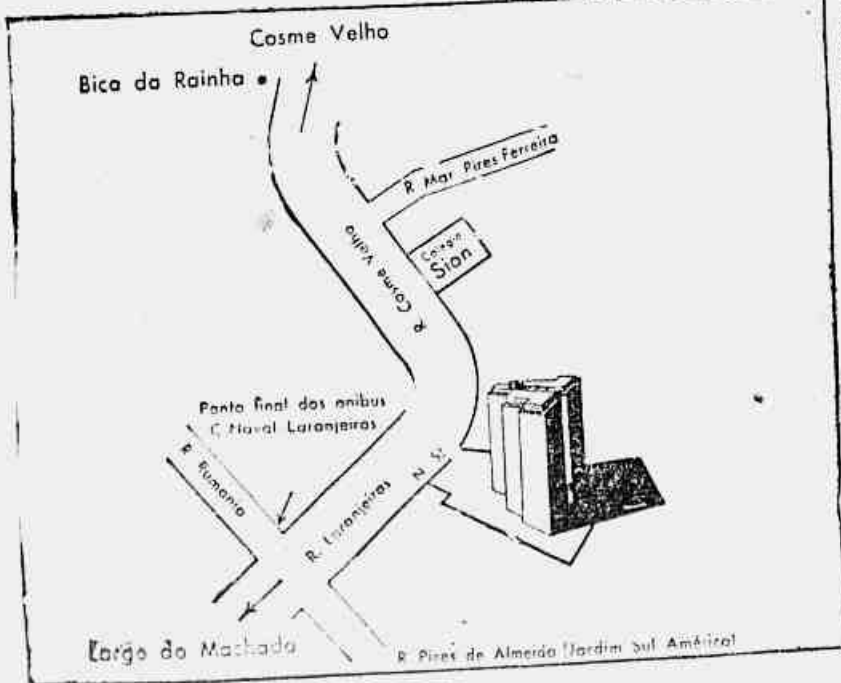 Cosme Velho
Bica da Rainha
R. Mar Pires Ferreira
Colegio
Sion
R. Cosme Velho
Ponto final dos onibus
C. Naval Laranjeiras
R. Rumania
R. Laranjeiras
Largo do Machado
R. Pires de Almeida (Jardim Sul América)